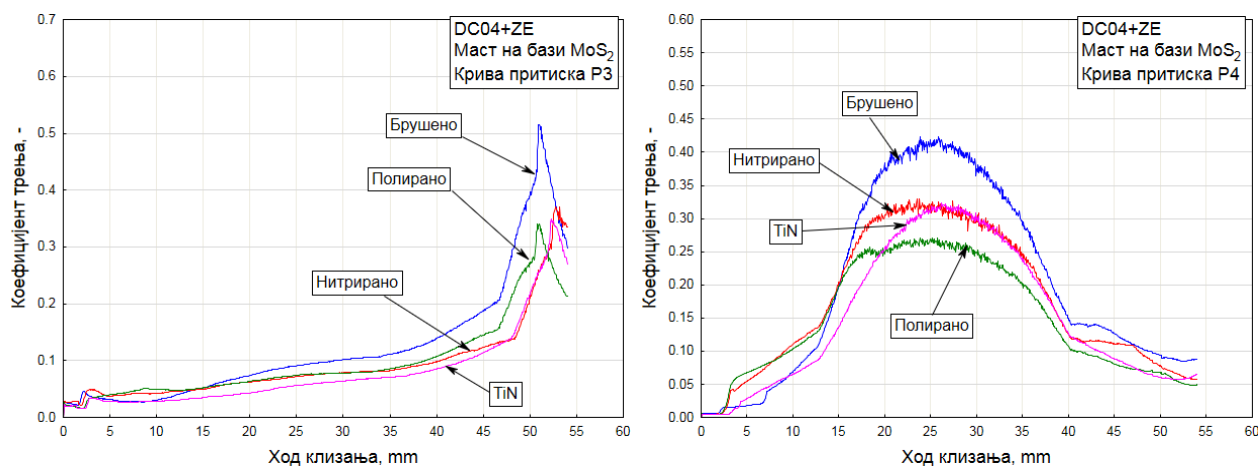 0.7
0.6
0.5
0.4
0.3
0.2
0.1
0.0
Коефицијент трења, -
DC04+ZE
Маст на бази MoS2
Крива притиска P3
Брушено
Полирано
Нитрирано
TiN
0 5 10 15 20 25 30 35 40 45 50 55 60
Ход клизања, mm
0.60
0.55
0.50
0.45
0.40
0.35
0.30
0.25
0.20
0.15
0.10
0.05
0.00
Коефицијент трења, -
DC04+ZE
Маст на бази MoS2
Крива притиска P4
Брушено
Нитрирано
TiN
Полирано
0 5 10 15 20 25 30 35 40 45 50 55 60
Ход клизања, mm